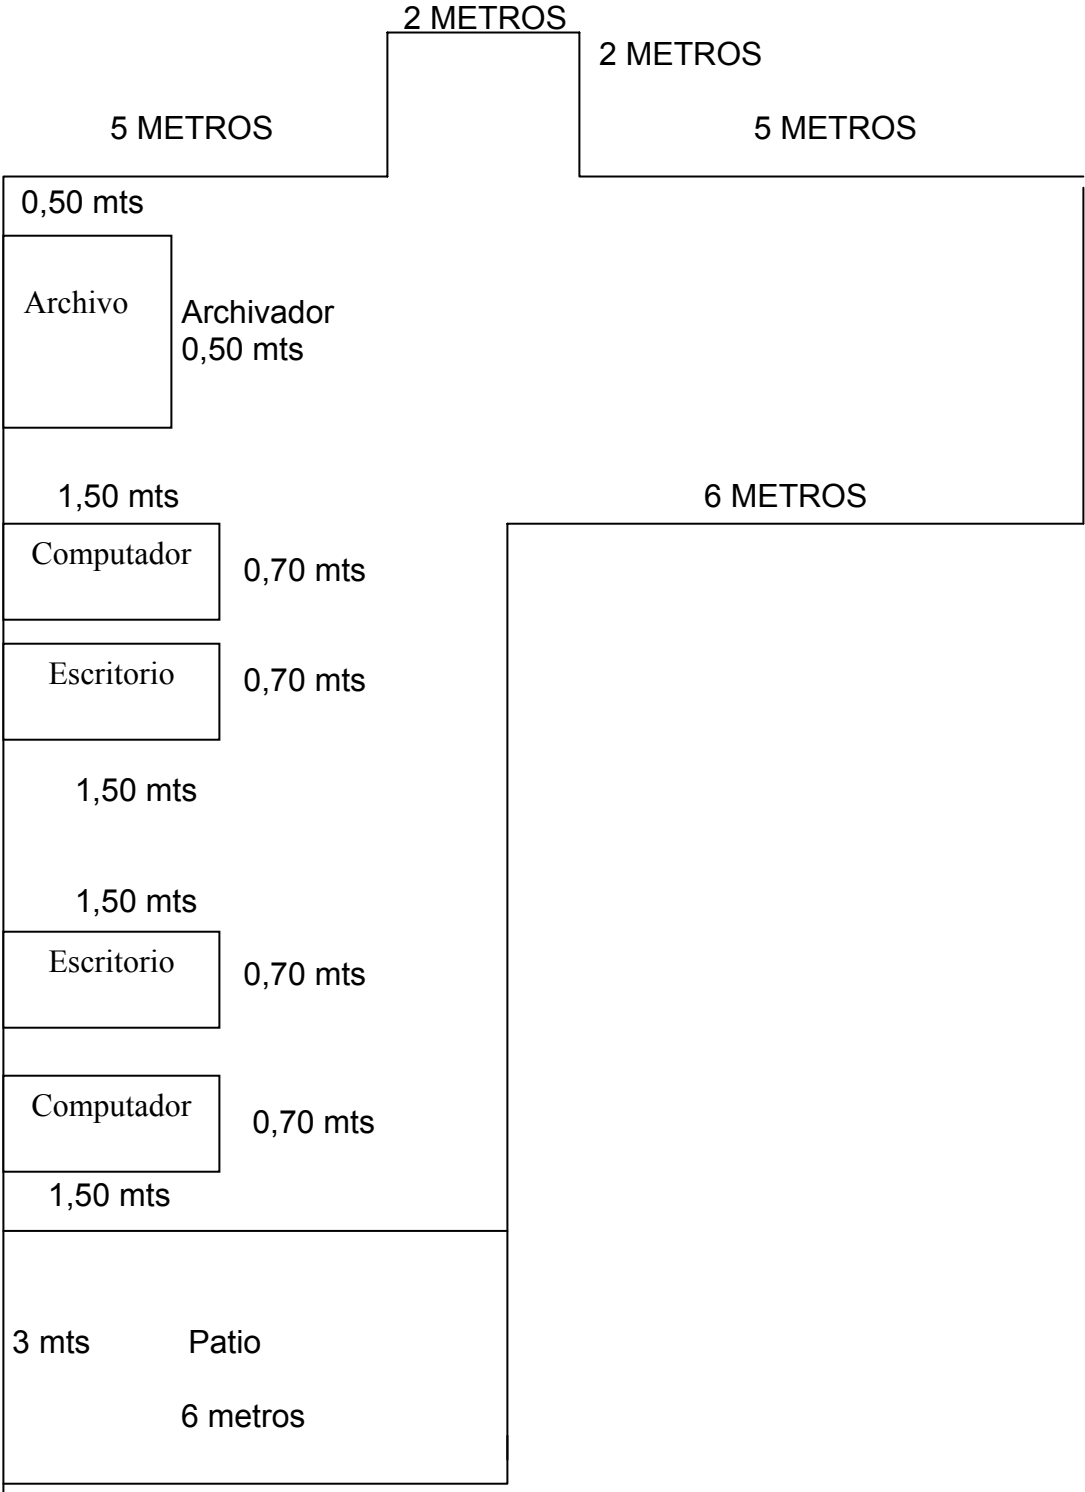 2 METROS
2 METROS
5 METROS
5 METROS
0,50 mts
Archivo
Archivador
0,50 mts
1,50 mts
6 METROS
Computador
0,70 mts
Escritorio
0,70 mts
1,50 mts
1,50 mts
Escritorio
0,70 mts
Computador
0,70 mts
1,50 mts
3 mts
Patio
6 metros